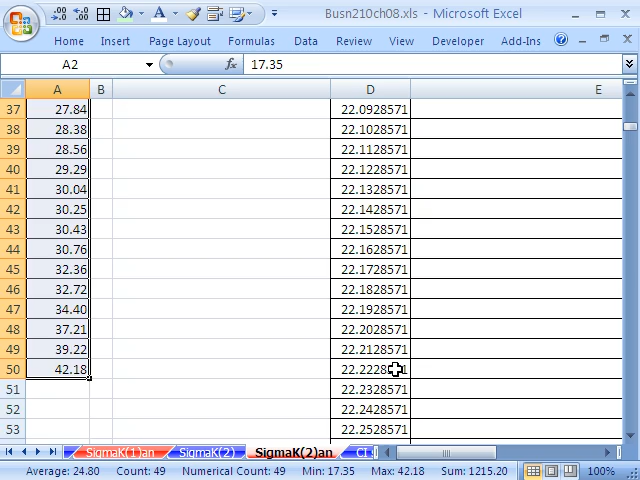 Busn210ch08.xls - Microsoft Excel
Home Insert Page Layout Formulas Data Review View Developer Add-Ins
A2 fx 17.35
A B C D E
37 27.84 22.0928571
38 28.38 22.1028571
39 28.56 22.1128571
40 29.29 22.1228571
41 30.04 22.1328571
42 30.25 22.1428571
43 30.43 22.1528571
44 30.76 22.1628571
45 32.36 22.1728571
46 32.72 22.1828571
47 34.40 22.1928571
48 37.21 22.2028571
49 39.22 22.2128571
50 42.18 22.2228571
51 22.2328571
52 22.2428571
53 22.2528571
SigmaK(1)an SigmaK(2) SigmaK(2)an CI
Average: 24.80 Count: 49 Numerical Count: 49 Min: 17.35 Max: 42.18 Sum: 1215.20 100%